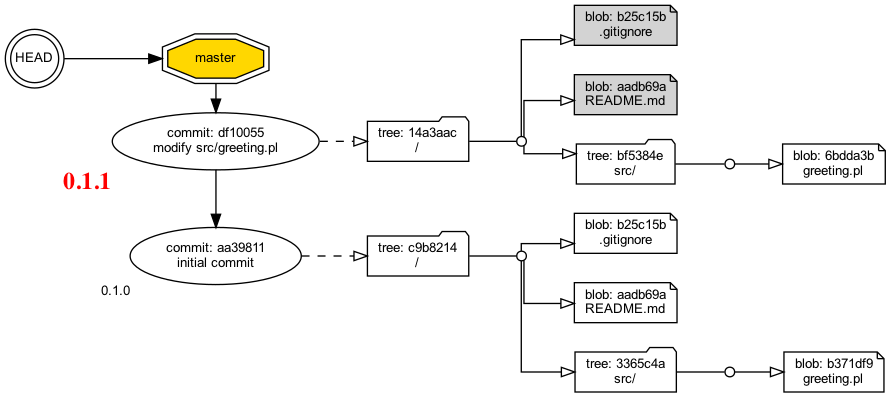 HEAD
master
blob: b25c15b
.gitignore
blob: aadb69a
README.md
commit: df10055
modify src/greeting.pl
tree: 14a3aac
/
tree: bf5384e
src/
blob: 6bdda3b
greeting.pl
0.1.1
blob: b25c15b
.gitignore
commit: aa39811
initial commit
tree: c9b8214
/
0.1.0
blob: aadb69a
README.md
tree: 3365c4a
src/
blob: b371df9
greeting.pl